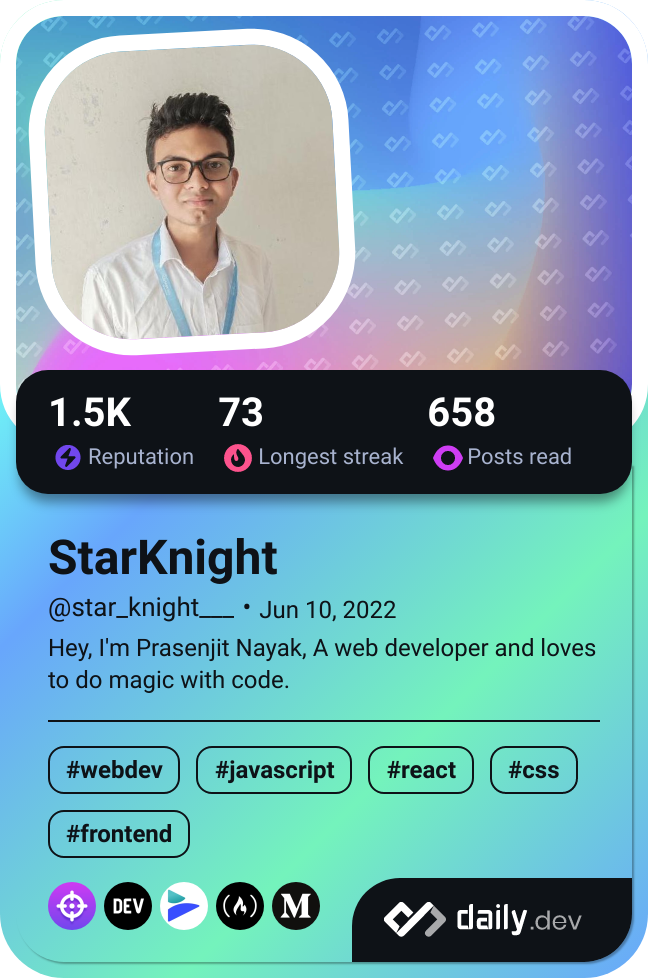 1.5K 73 658
Reputation Longest streak Posts read
StarKnight
@star_knight___ • Jun 10, 2022
Hey, I'm Prasenjit Nayak, A web developer and loves
to do magic with code.
#webdev #javascript #react #css
#frontend
DEV M daily.dev